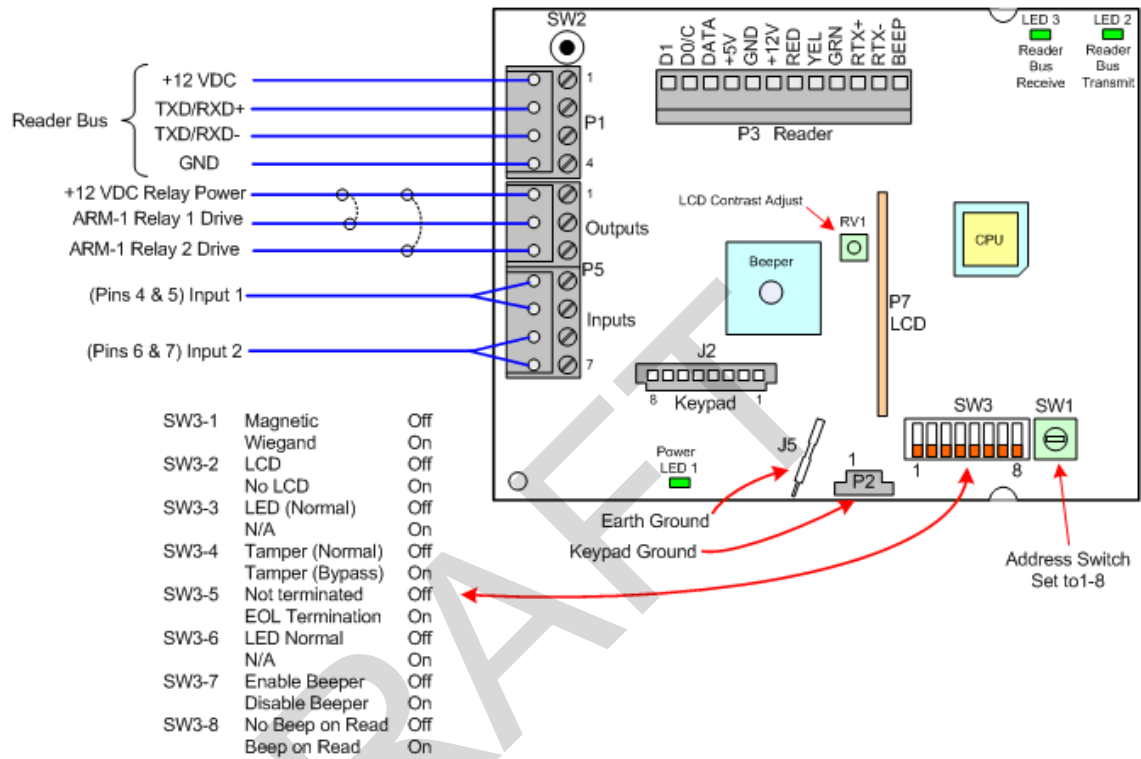 SW2
D1
D0/C
DATA
+5V
GND
+12V
RED
YEL
GRN
RTX+
RTX-
BEEP
LED 3
Reader
Bus
Receive
LED 2
Reader
Bus
Transmit
Reader Bus
+12 VDC
TXD/RXD+
TXD/RXD-
GND
1
P1
4
P3 Reader
+12 VDC Relay Power
ARM-1 Relay 1 Drive
ARM-1 Relay 2 Drive
1
Outputs
P5
(Pins 4 & 5) Input 1
(Pins 6 & 7) Input 2
Inputs
7
LCD Contrast Adjust
RV1
Beeper
CPU
P7
LCD
J2
8 Keypad 1
SW3
SW1
1 8
Power
LED 1
J5
1
P2
Earth Ground
Keypad Ground
Address Switch
Set to1-8
SW3-1 Magnetic Off
Wiegand On
SW3-2 LCD Off
No LCD On
SW3-3 LED (Normal) Off
N/A On
SW3-4 Tamper (Normal) Off
Tamper (Bypass) On
SW3-5 Not terminated Off
EOL Termination On
SW3-6 LED Normal Off
N/A On
SW3-7 Enable Beeper Off
Disable Beeper On
SW3-8 No Beep on Read Off
Beep on Read On
RAFT